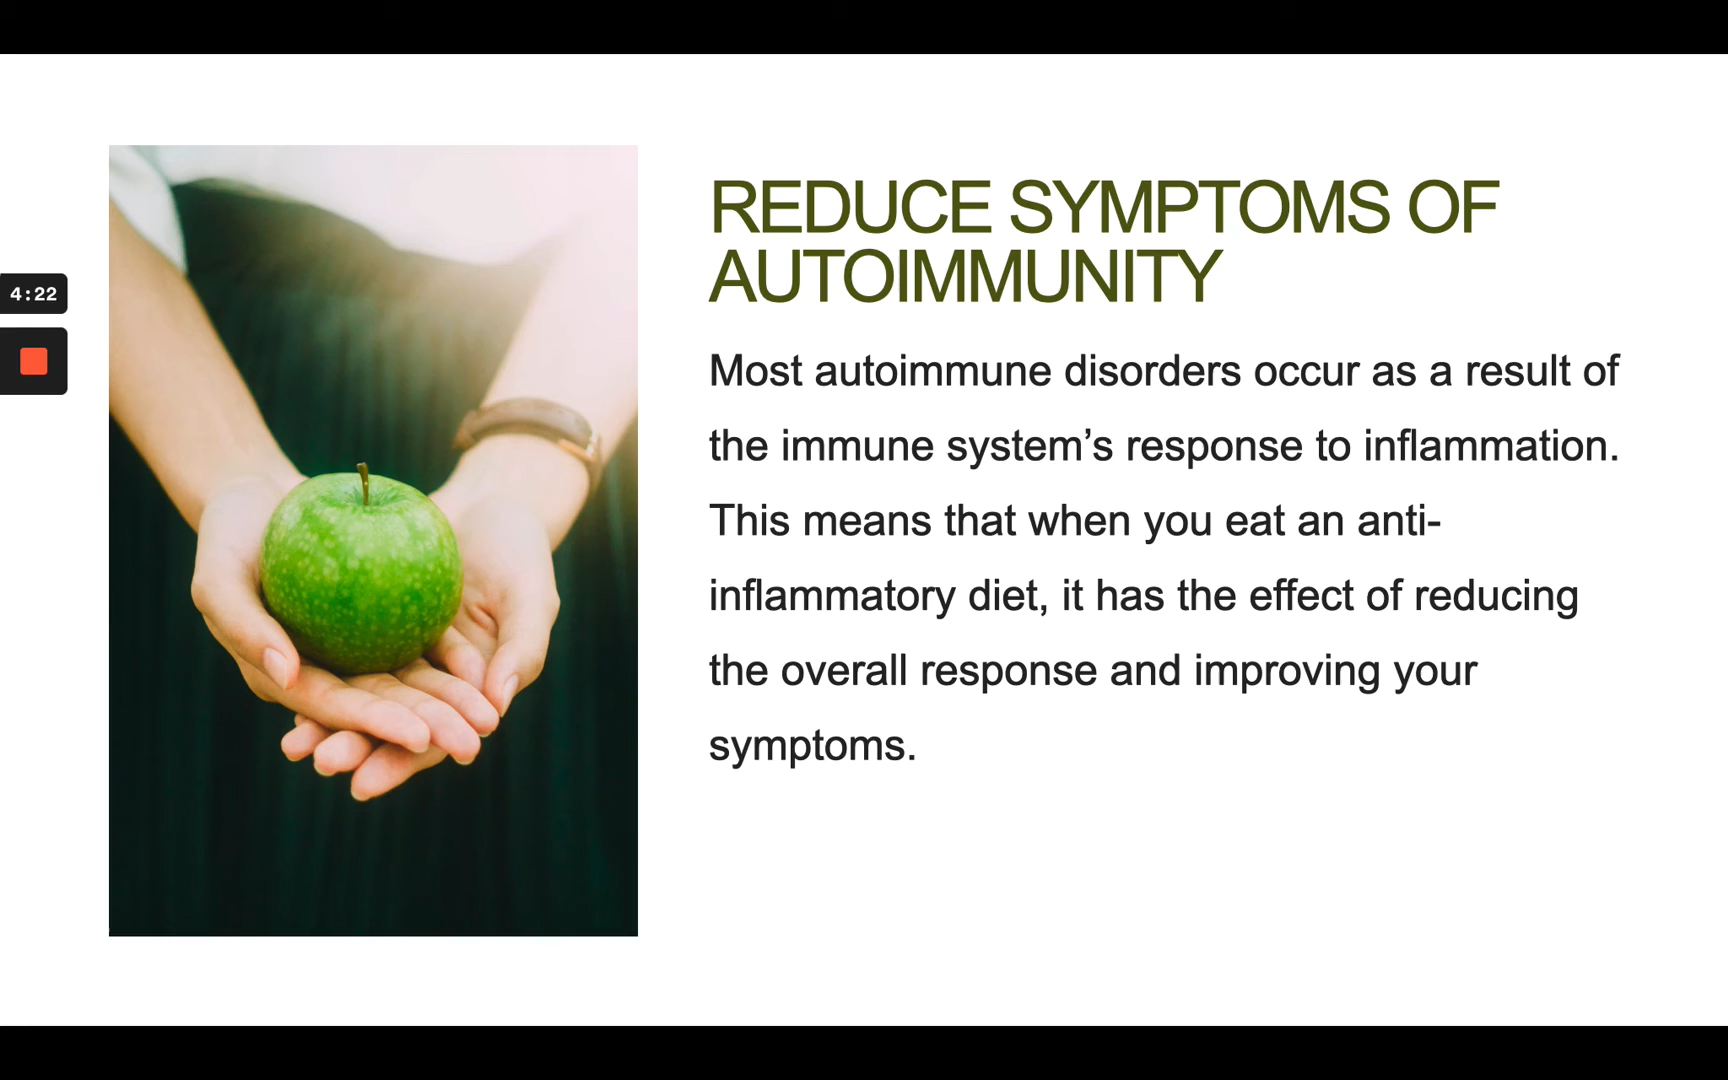 4:22
REDUCE SYMPTOMS OF
AUTOIMMUNITY
Most autoimmune disorders occur as a result of
the immune system’s response to inflammation.
This means that when you eat an anti-
inflammatory diet, it has the effect of reducing
the overall response and improving your
symptoms.